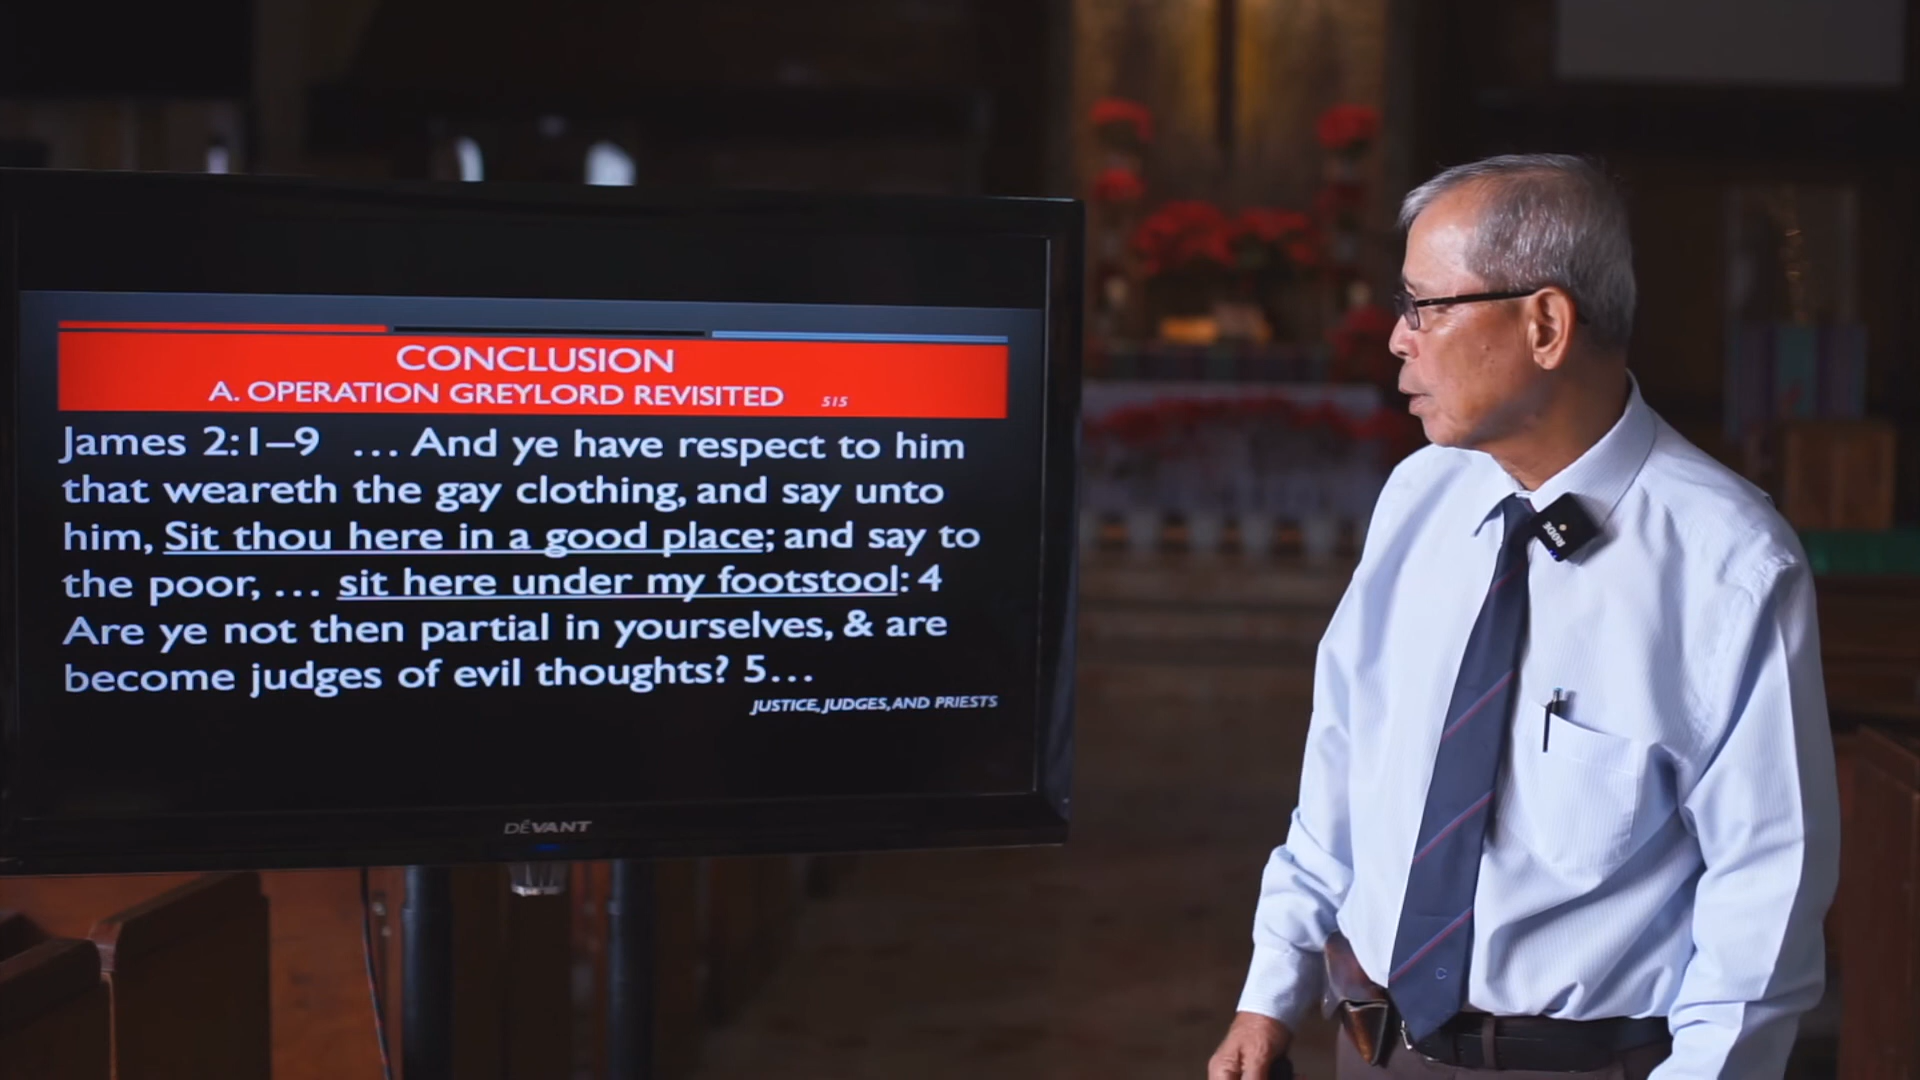 CONCLUSION
A. OPERATION GREYLORD REVISITED 515
James 2:1–9 ... And ye have respect to him
that weareth the gay clothing, and say unto
him, Sit thou here in a good place; and say to
the poor, ... sit here under my footstool: 4
Are ye not then partial in yourselves, & are
become judges of evil thoughts? 5...
JUSTICE, JUDGES, AND PRIESTS
DEVANT
RODE
C